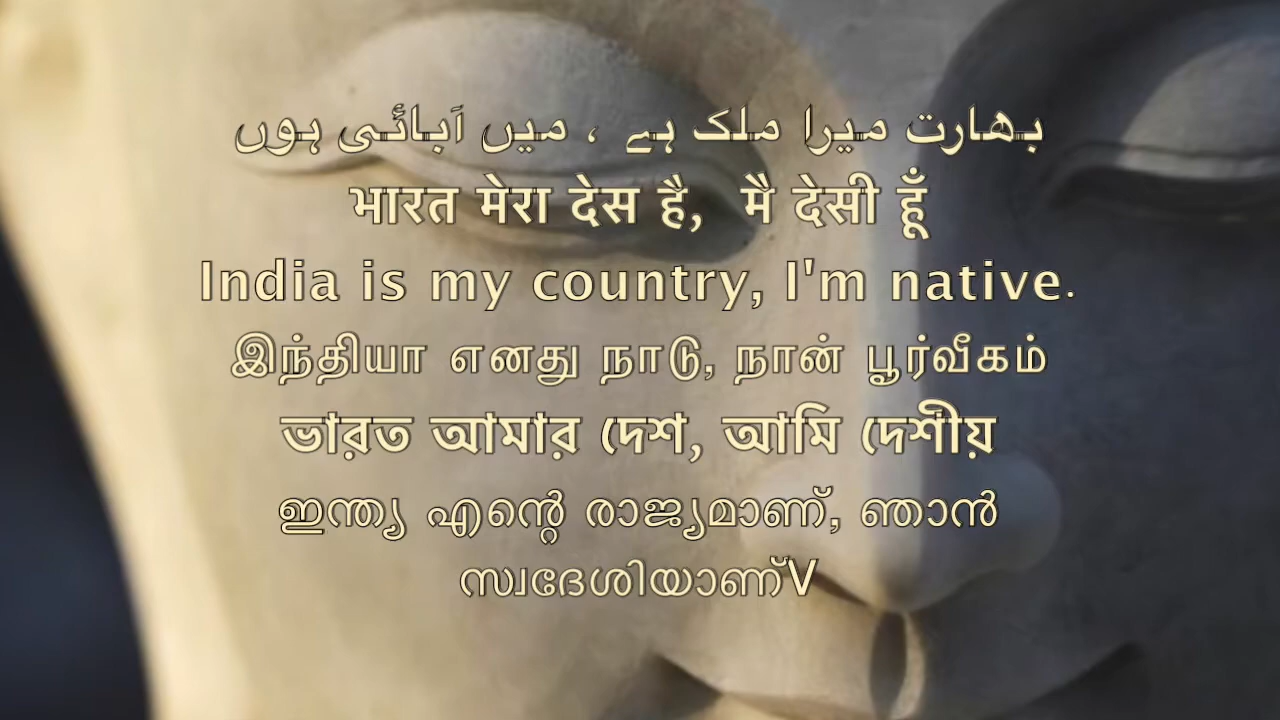 بھارت میرا ملک ہے ، میں آبائی ہوں
भारत मेरा देस है, मै देसी हूँ
India is my country, I'm native.
இந்தியா எனது நாடு, நான் பூர்வீகம்
ভারত আমার দেশ, আমি দেশীয়
ഇന്ത്യ എന്റെ രാജ്യമാണ്, ഞാൻ
സ്വദേശിയാണ്V